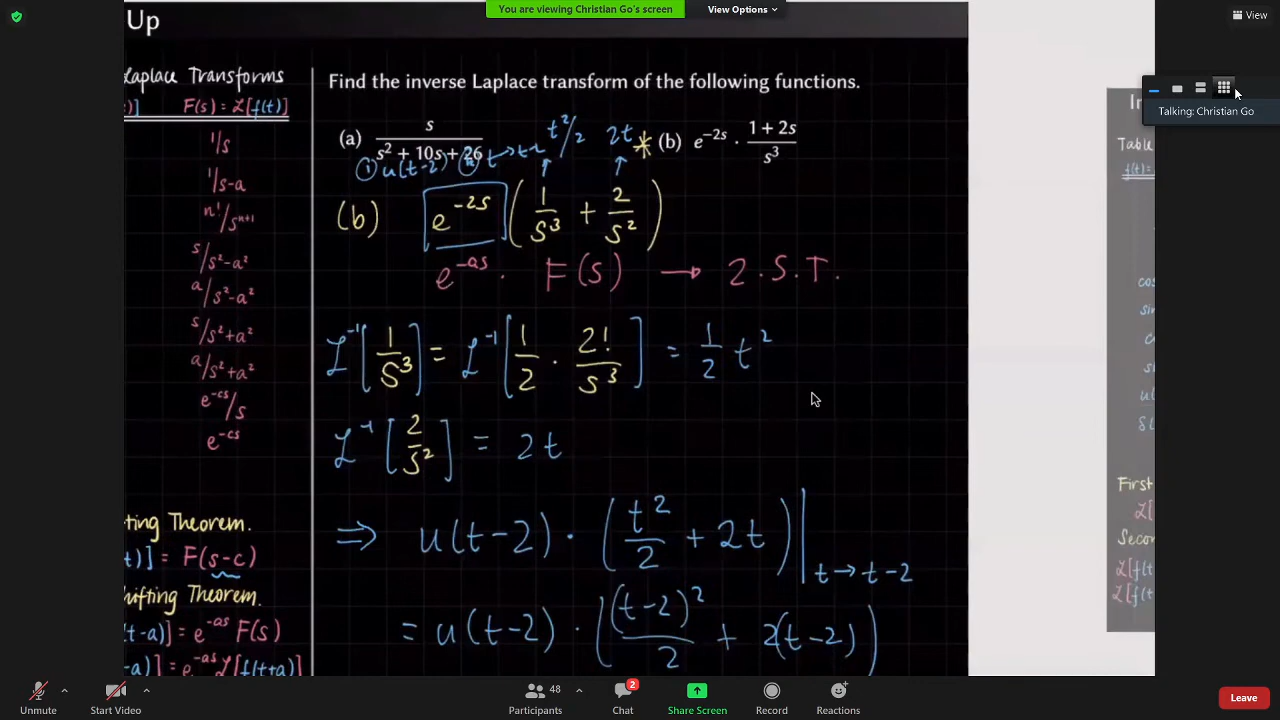 You are viewing Christian Go's screen
View Options
View
Up
Talking: Christian Go
Laplace Transforms
F(s) = ℒ[f(t)]
1/s
1/s-a
n!/s^{n+1}
s/s²-a²
a/s²-a²
s/s²+a²
a/s²+a²
e^{-cs}/s
e^{-cs}
ting Theorem.
t)] = F(s-c)
hifting Theorem.
(t-a)] = e^{-as} F(s)
-a)] = e^{-as} ℒ[f(t+a)]
Find the inverse Laplace transform of the following functions.
(a) s / (s² + 10s + 26) * (b) e^{-2s} · (1 + 2s) / s³
① u(t-2) ② t→t-2 t²/2 2t
(b) e^{-2s} (1/s³ + 2/s²)
e^{-as} · F(s) → 2.S.T.
ℒ^{-1}[1/s³] = ℒ^{-1}[1/2 · 2!/s³] = 1/2 t²
ℒ^{-1}[2/s²] = 2t
⇒ u(t-2) · (t²/2 + 2t) | t→t-2
= u(t-2) · ((t-2)²/2 + 2(t-2))
Table
f(t) =
cos
sin
First
Secon
ℒ[f(t
ℒ[f(t
Unmute
Start Video
48
Participants
2
Chat
Share Screen
Record
Reactions
Leave